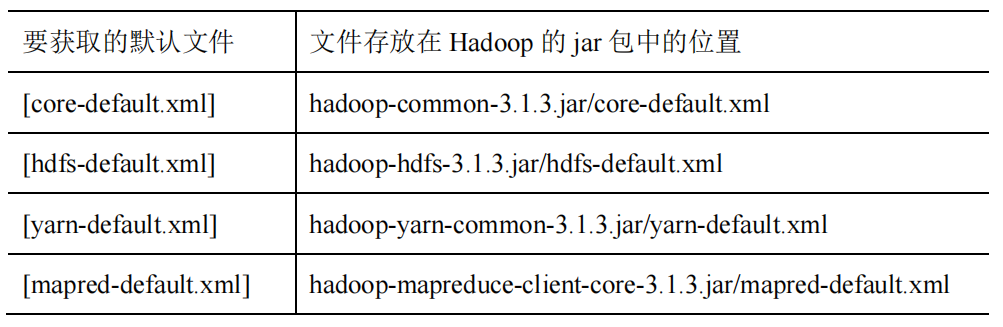 要获取的默认文件 文件存放在 Hadoop 的 jar 包中的位置
[core-default.xml] hadoop-common-3.1.3.jar/core-default.xml
[hdfs-default.xml] hadoop-hdfs-3.1.3.jar/hdfs-default.xml
[yarn-default.xml] hadoop-yarn-common-3.1.3.jar/yarn-default.xml
[mapred-default.xml] hadoop-mapreduce-client-core-3.1.3.jar/mapred-default.xml